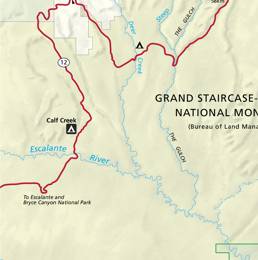 Steep
THE GULCH
Deer
Creek
12
GRAND STAIRCASE-
NATIONAL MON
(Bureau of Land Mana
Calf Creek
THE GULCH
Escalante
River
To Escalante and
Bryce Canyon National Park